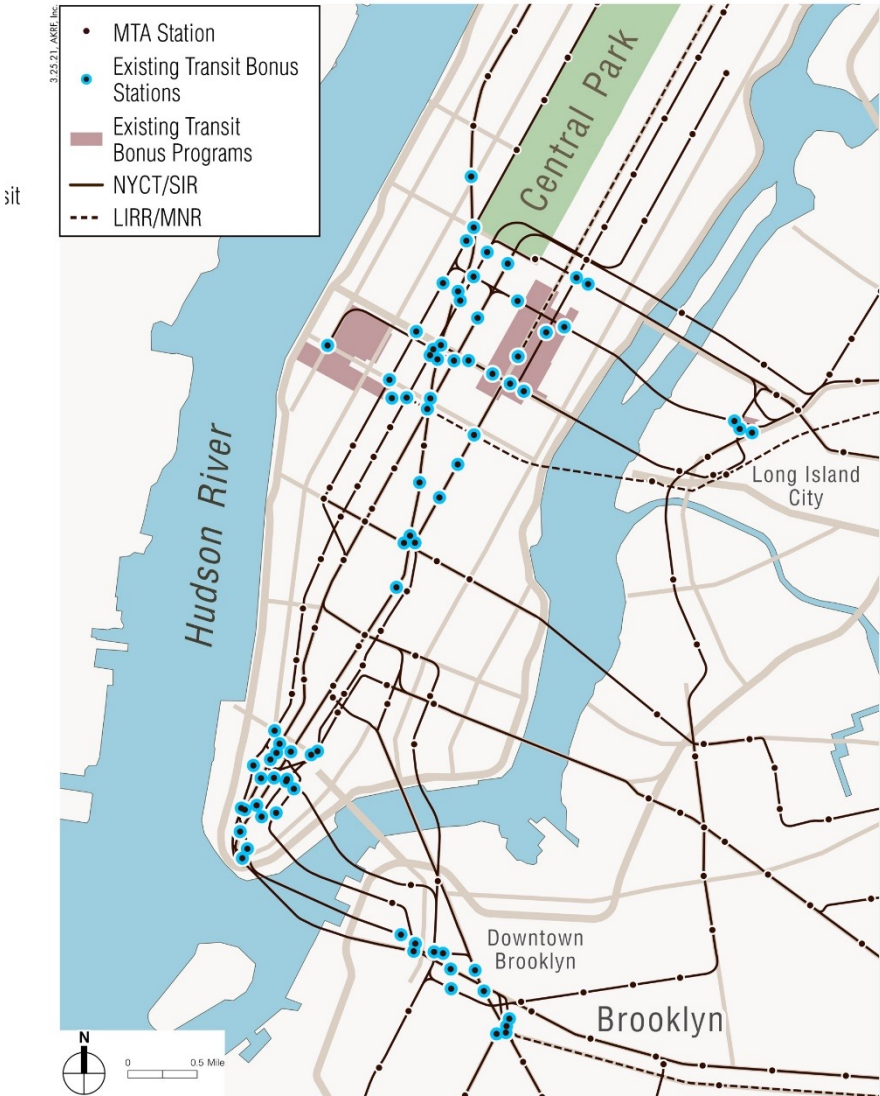 3.25.21, AKRF, Inc.
MTA Station
Existing Transit Bonus
Stations
Existing Transit
Bonus Programs
NYCT/SIR
LIRR/MNR
sit
Central Park
Hudson River
Long Island
City
Downtown
Brooklyn
Brooklyn
N
0 0.5 Mile